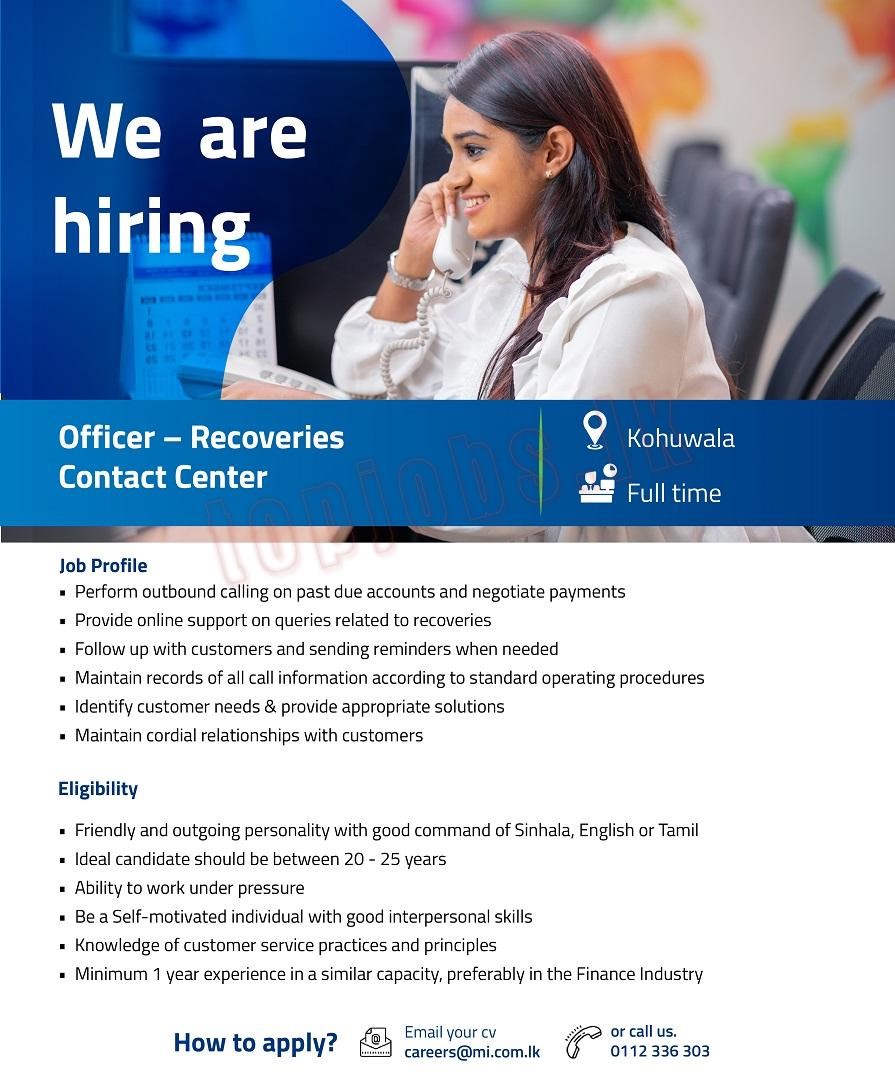 We are
hiring
Officer – Recoveries
Contact Center
Kohuwala
Full time
topjobs.lk
Job Profile
▪ Perform outbound calling on past due accounts and negotiate payments
▪ Provide online support on queries related to recoveries
▪ Follow up with customers and sending reminders when needed
▪ Maintain records of all call information according to standard operating procedures
▪ Identify customer needs & provide appropriate solutions
▪ Maintain cordial relationships with customers
Eligibility
▪ Friendly and outgoing personality with good command of Sinhala, English or Tamil
▪ Ideal candidate should be between 20 - 25 years
▪ Ability to work under pressure
▪ Be a Self-motivated individual with good interpersonal skills
▪ Knowledge of customer service practices and principles
▪ Minimum 1 year experience in a similar capacity, preferably in the Finance Industry
How to apply?
Email your cv
careers@mi.com.lk
or call us.
0112 336 303